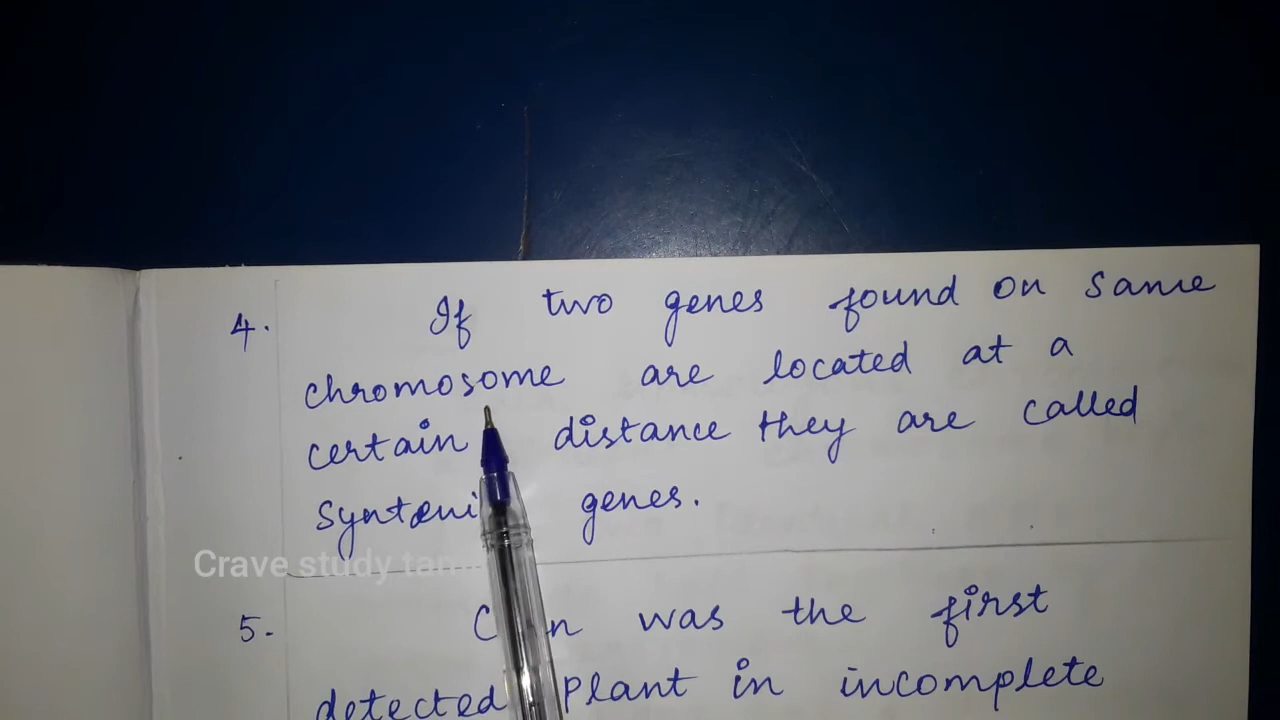 4. If two genes found on same
chromosome are located at a
certain distance they are called
genes.
Crave study
5. was the first
detected Plant in incomplete